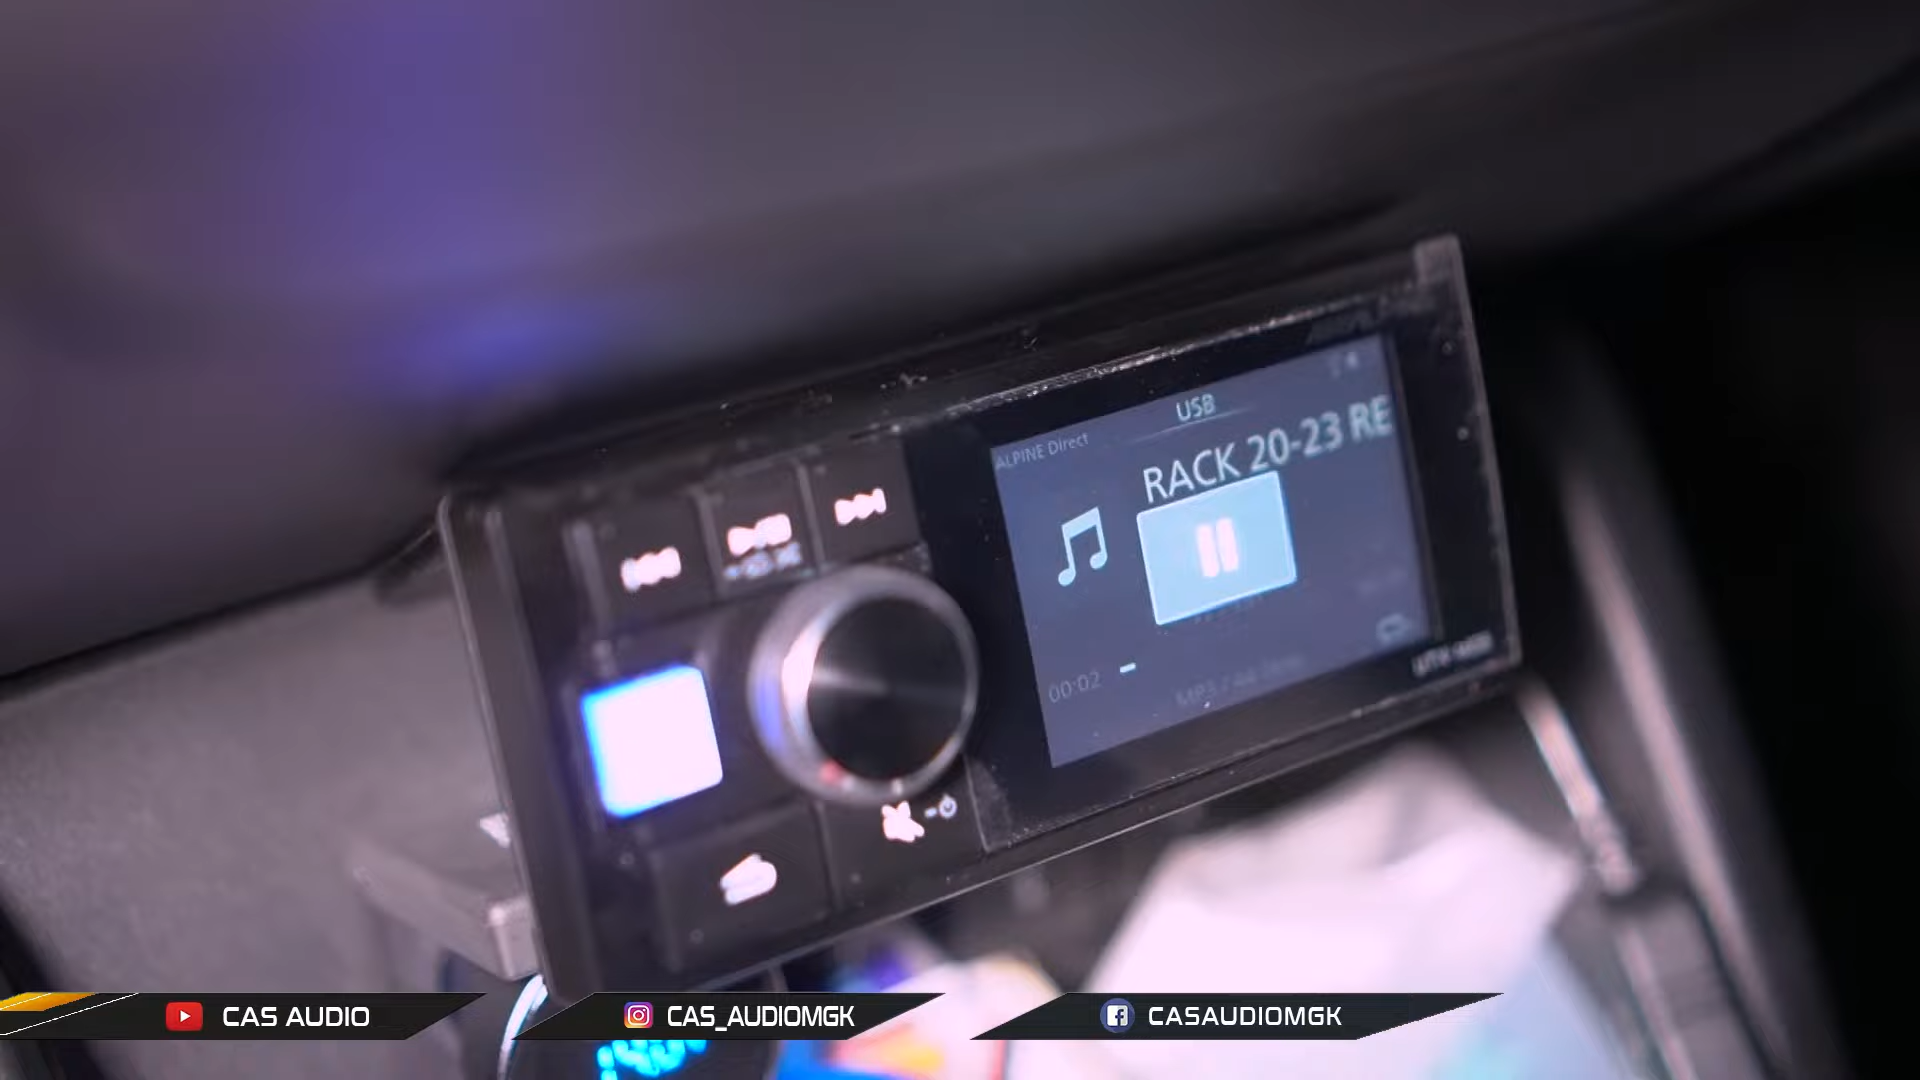 USB
ALPINE Direct
RACK 20-23 RE
00:02
CAS AUDIO
CAS_AUDIOMGK
CASAUDIOMGK